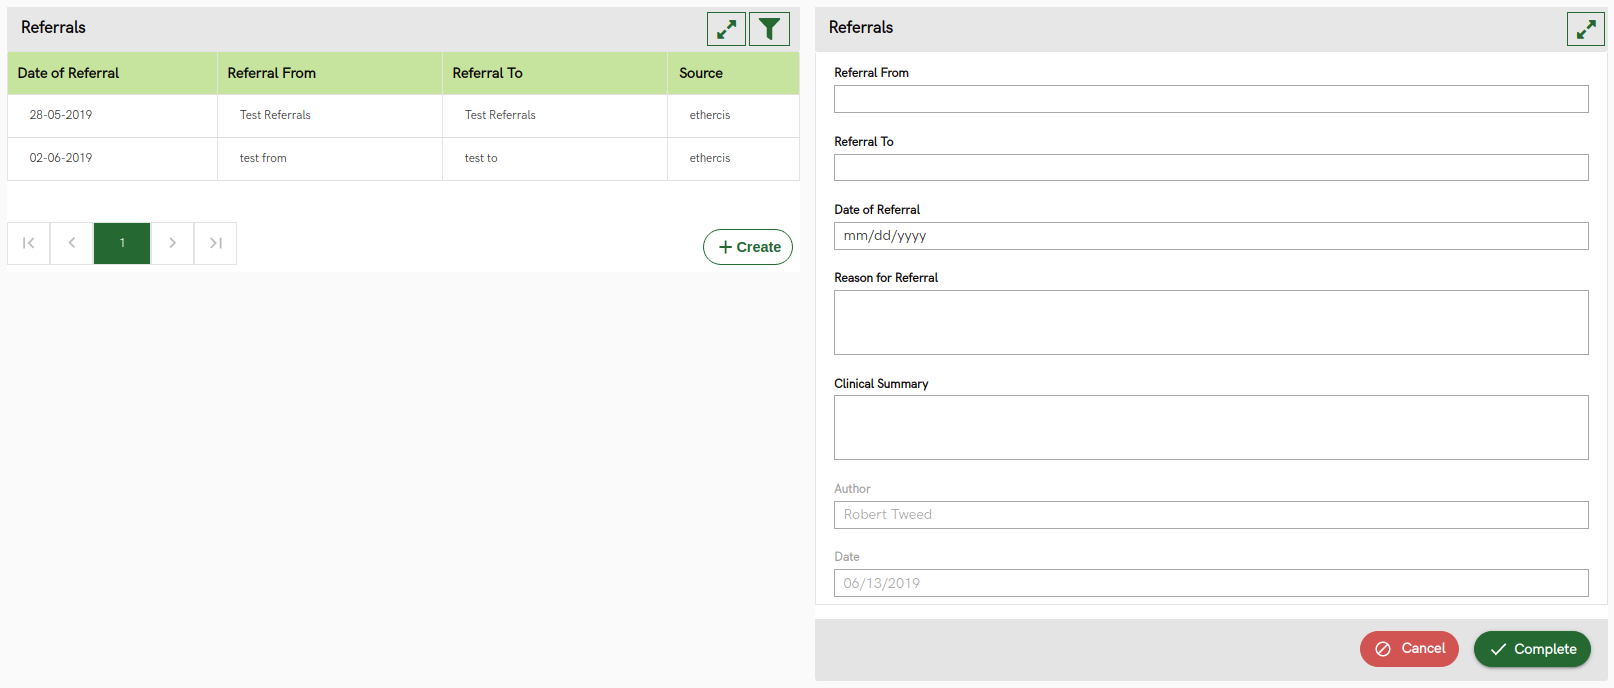 Referrals
Date of Referral Referral From Referral To Source
28-05-2019 Test Referrals Test Referrals ethercis
02-06-2019 test from test to ethercis
1
Create
Referrals
Referral From
Referral To
Date of Referral
mm/dd/yyyy
Reason for Referral
Clinical Summary
Author
Robert Tweed
Date
06/13/2019
Cancel Complete